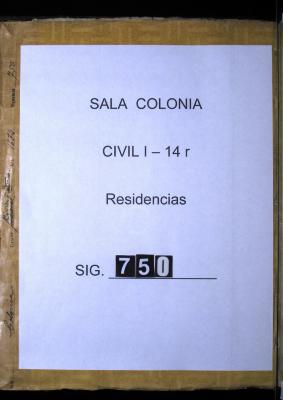 SALA COLONIA
CIVIL I – 14 r
Residencias
SIG. 750